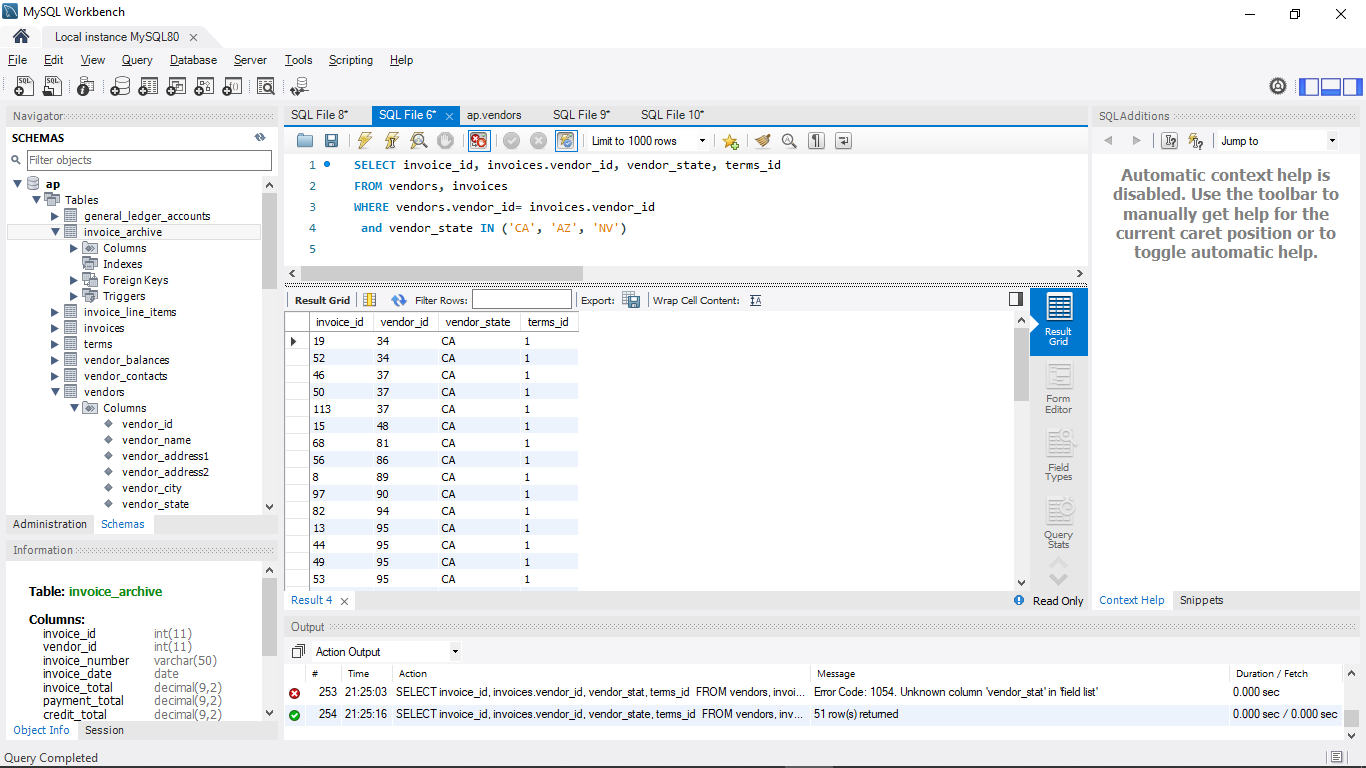 MySQL Workbench
Local instance MySQL80
File Edit View Query Database Server Tools Scripting Help
Navigator
SCHEMAS
Filter objects
ap
Tables
general_ledger_accounts
invoice_archive
Columns
Indexes
Foreign Keys
Triggers
invoice_line_items
invoices
terms
vendor_balances
vendor_contacts
vendors
Columns
vendor_id
vendor_name
vendor_address1
vendor_address2
vendor_city
vendor_state
Administration Schemas
Information
Table: invoice_archive
Columns:
invoice_id int(11)
vendor_id int(11)
invoice_number varchar(50)
invoice_date date
invoice_total decimal(9,2)
payment_total decimal(9,2)
credit_total decimal(9,2)
Object Info Session
SQL File 8* SQL File 6* ap.vendors SQL File 9* SQL File 10*
Limit to 1000 rows
1 SELECT invoice_id, invoices.vendor_id, vendor_state, terms_id
2 FROM vendors, invoices
3 WHERE vendors.vendor_id= invoices.vendor_id
4 and vendor_state IN ('CA', 'AZ', 'NV')
5
Result Grid Filter Rows: Export: Wrap Cell Content:
invoice_id vendor_id vendor_state terms_id
19 34 CA 1
52 34 CA 1
46 37 CA 1
50 37 CA 1
113 37 CA 1
15 48 CA 1
68 81 CA 1
56 86 CA 1
8 89 CA 1
97 90 CA 1
82 94 CA 1
13 95 CA 1
44 95 CA 1
49 95 CA 1
53 95 CA 1
Result Grid
Form Editor
Field Types
Query Stats
Result 4 Read Only
SQLAdditions
Jump to
Automatic context help is
disabled. Use the toolbar to
manually get help for the
current caret position or to
toggle automatic help.
Context Help Snippets
Output
Action Output
# Time Action Message Duration / Fetch
253 21:25:03 SELECT invoice_id, invoices.vendor_id, vendor_stat, terms_id FROM vendors, invoi... Error Code: 1054. Unknown column 'vendor_stat' in 'field list' 0.000 sec
254 21:25:16 SELECT invoice_id, invoices.vendor_id, vendor_state, terms_id FROM vendors, inv... 51 row(s) returned 0.000 sec / 0.000 sec
Query Completed